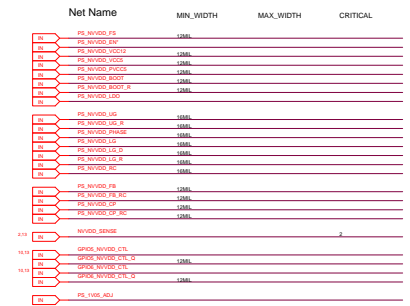 Net Name MIN_WIDTH MAX_WIDTH CRITICAL
IN PS_NVVDD_FS 12MIL
IN PS_NVVDD_EN*
IN PS_NVVDD_VCC12 12MIL
IN PS_NVVDD_VCC5 12MIL
IN PS_NVVDD_PVCC5 12MIL
IN PS_NVVDD_BOOT 12MIL
IN PS_NVVDD_BOOT_R 12MIL
IN PS_NVVDD_LDO
IN PS_NVVDD_UG 16MIL
IN PS_NVVDD_UG_R 16MIL
IN PS_NVVDD_PHASE 16MIL
IN PS_NVVDD_LG 16MIL
IN PS_NVVDD_LG_D 16MIL
IN PS_NVVDD_LG_R 16MIL
IN PS_NVVDD_RC 16MIL
IN PS_NVVDD_FB 12MIL
IN PS_NVVDD_FB_RC 12MIL
IN PS_NVVDD_CP 12MIL
IN PS_NVVDD_CP_RC 12MIL
IN NVVDD_SENSE 2
IN GPIO5_NVVDD_CTL
IN GPIO5_NVVDD_CTL_Q 12MIL
IN GPIO6_NVVDD_CTL
IN GPIO6_NVVDD_CTL_Q 12MIL
IN PS_1V05_ADJ